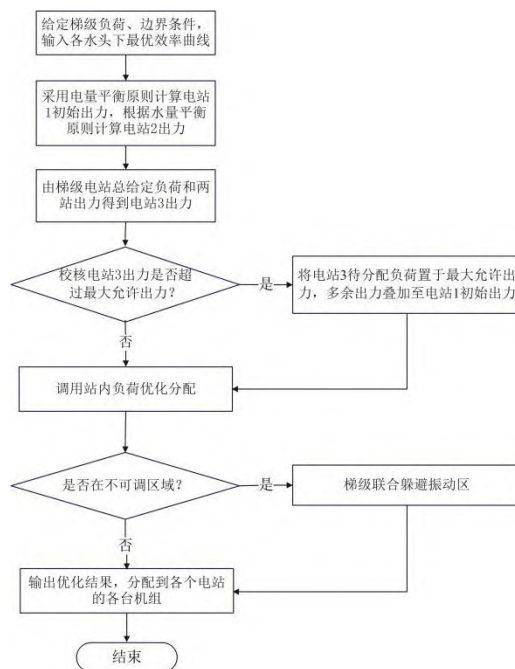 给定梯级负荷、边界条件，
输入各水头下最优效率曲线
采用电量平衡原则计算电站
1初始出力，根据水量平衡
原则计算电站2出力
由梯级电站总给定负荷和两
站出力得到电站3出力
校核电站3出力是否超
过最大允许出力？
是
将电站3待分配负荷置于最大允许出
力，多余出力叠加至电站1初始出力
否
调用站内负荷优化分配
是否在不可调区域？
是
梯级联合躲避振动区
否
输出优化结果，分配到各个电站
的各台机组
结束